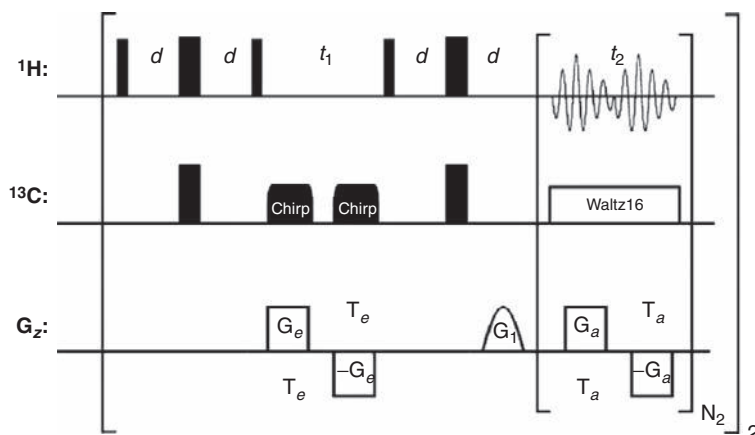 ¹H: d d t₁ d d t₂
¹³C: Chirp Chirp Waltz16
G_z: G_e T_e G₁ G_a T_a
T_e −G_e T_a −G_a N₂
2